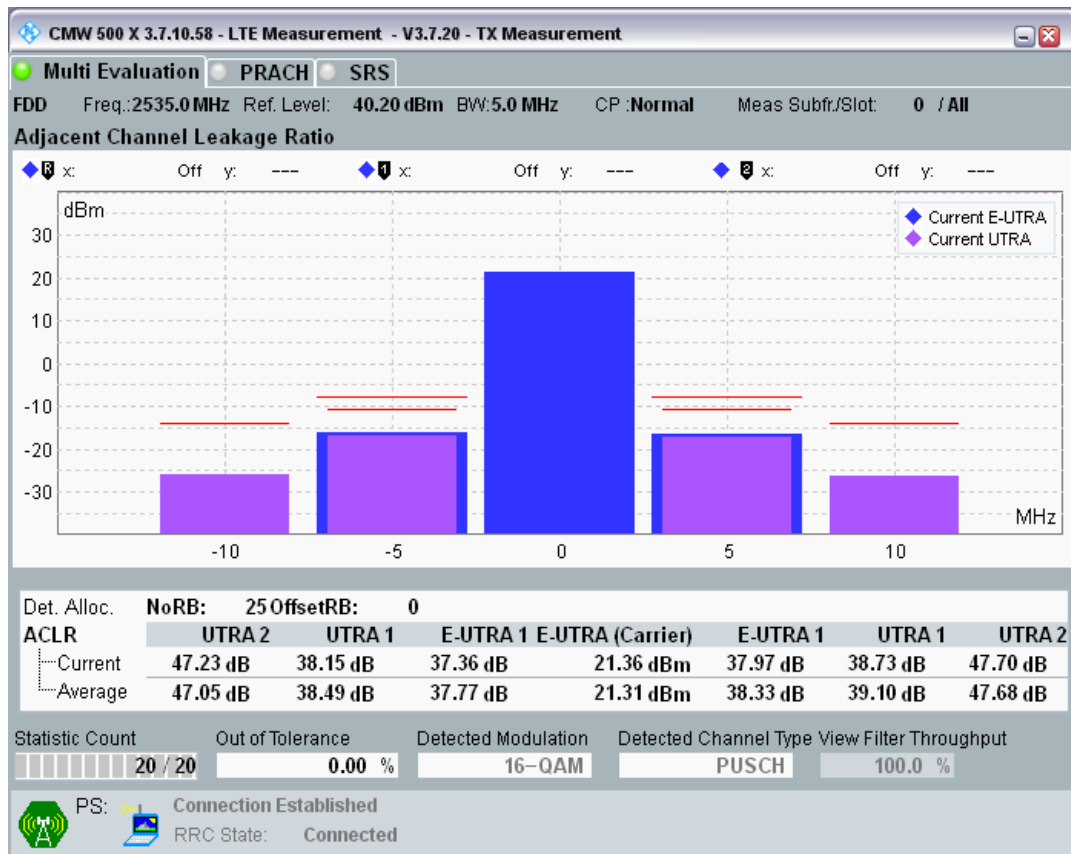 CMW 500 X 3.7.10.58 - LTE Measurement - V3.7.20 - TX Measurement
Multi Evaluation PRACH SRS
FDD Freq.:2535.0 MHz Ref. Level: 40.20 dBm BW:5.0 MHz CP :Normal Meas Subfr./Slot: 0 / All
Adjacent Channel Leakage Ratio
R x: Off y: --- 1 x: Off y: --- 2 x: Off y: ---
dBm
Current E-UTRA
Current UTRA
30
20
10
0
-10
-20
-30
MHz
-10 -5 0 5 10
Det. Alloc. NoRB: 25 OffsetRB: 0
ACLR UTRA 2 UTRA 1 E-UTRA 1 E-UTRA (Carrier) E-UTRA 1 UTRA 1 UTRA 2
Current 47.23 dB 38.15 dB 37.36 dB 21.36 dBm 37.97 dB 38.73 dB 47.70 dB
Average 47.05 dB 38.49 dB 37.77 dB 21.31 dBm 38.33 dB 39.10 dB 47.68 dB
Statistic Count Out of Tolerance Detected Modulation Detected Channel Type View Filter Throughput
20 / 20 0.00 % 16-QAM PUSCH 100.0 %
PS: Connection Established
RRC State: Connected